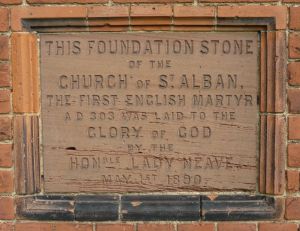 THIS FOUNDATION STONE
OF THE
CHURCH OF ST ALBAN,
THE FIRST ENGLISH MARTYR
A D 303 WAS LAID TO THE
GLORY OF GOD
BY THE
HONBLE LADY NEAVE
MAY 1ST 1890